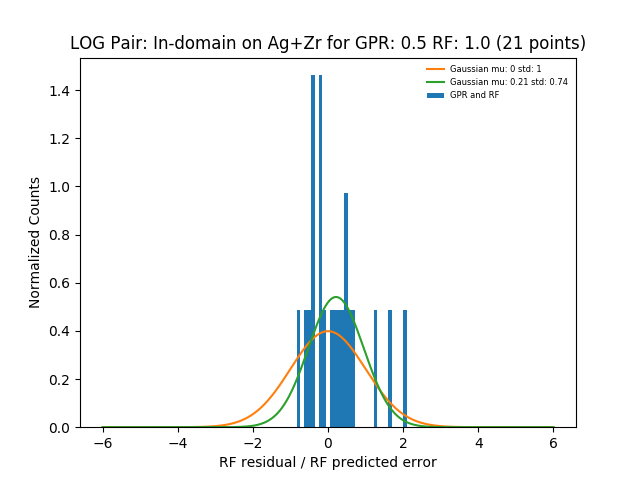 LOG Pair: In-domain on Ag+Zr for GPR: 0.5 RF: 1.0 (21 points)
Gaussian mu: 0 std: 1
Gaussian mu: 0.21 std: 0.74
GPR and RF
Normalized Counts
1.4
1.2
1.0
0.8
0.6
0.4
0.2
0.0
−6 −4 −2 0 2 4 6
RF residual / RF predicted error